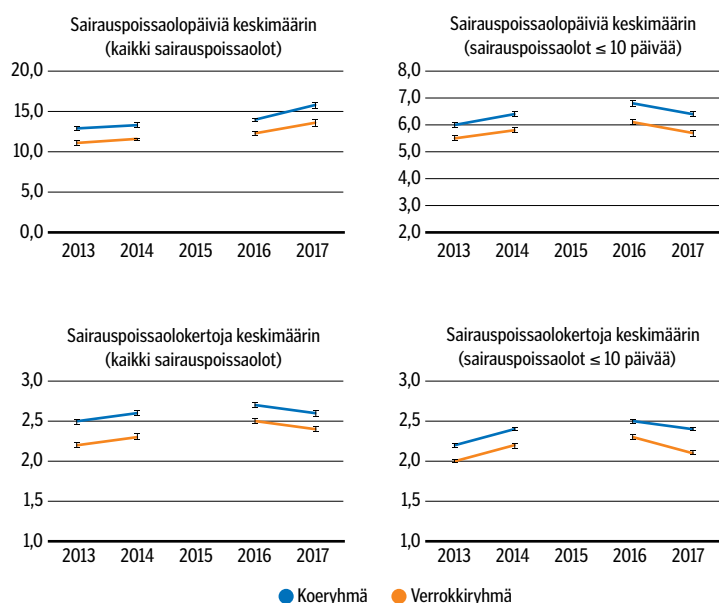 Sairauspoissaolopäiviä keskimäärin
(kaikki sairauspoissaolot)
20,0
15,0
10,0
15,0
0,0
2013 2014 2015 2016 2017
Sairauspoissaolopäiviä keskimäärin
(sairauspoissaolot ≤ 10 päivää)
8,0
7,0
6,0
5,0
4,0
3,0
2,0
2013 2014 2015 2016 2017
Sairauspoissaolokertoja keskimäärin
(kaikki sairauspoissaolot)
3,0
2,5
2,0
1,5
1,0
2013 2014 2015 2016 2017
Sairauspoissaolokertoja keskimäärin
(sairauspoissaolot ≤ 10 päivää)
3,0
2,5
2,0
1,5
1,0
2013 2014 2015 2016 2017
Koeryhmä Verrokkiryhmä